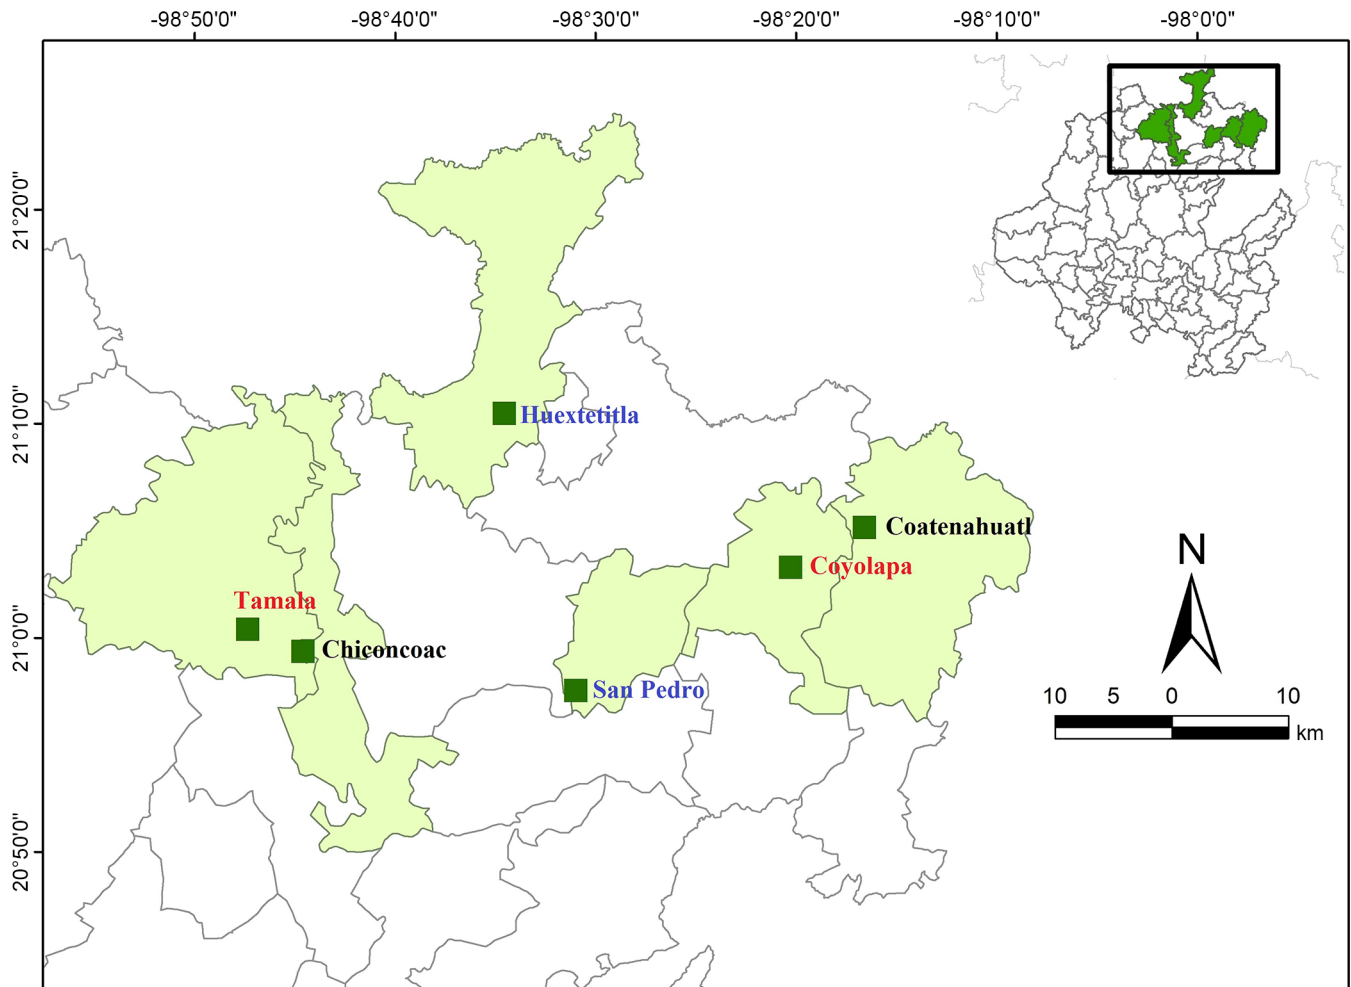 -98°50'0" -98°40'0" -98°30'0" -98°20'0" -98°10'0" -98°0'0"
21°20'0"
21°10'0"
21°0'0"
20°50'0"
Huextetitla
Coatenahuatl
Coyolapa
Tamala
Chiconcoac
San Pedro
N
10 5 0 10
km